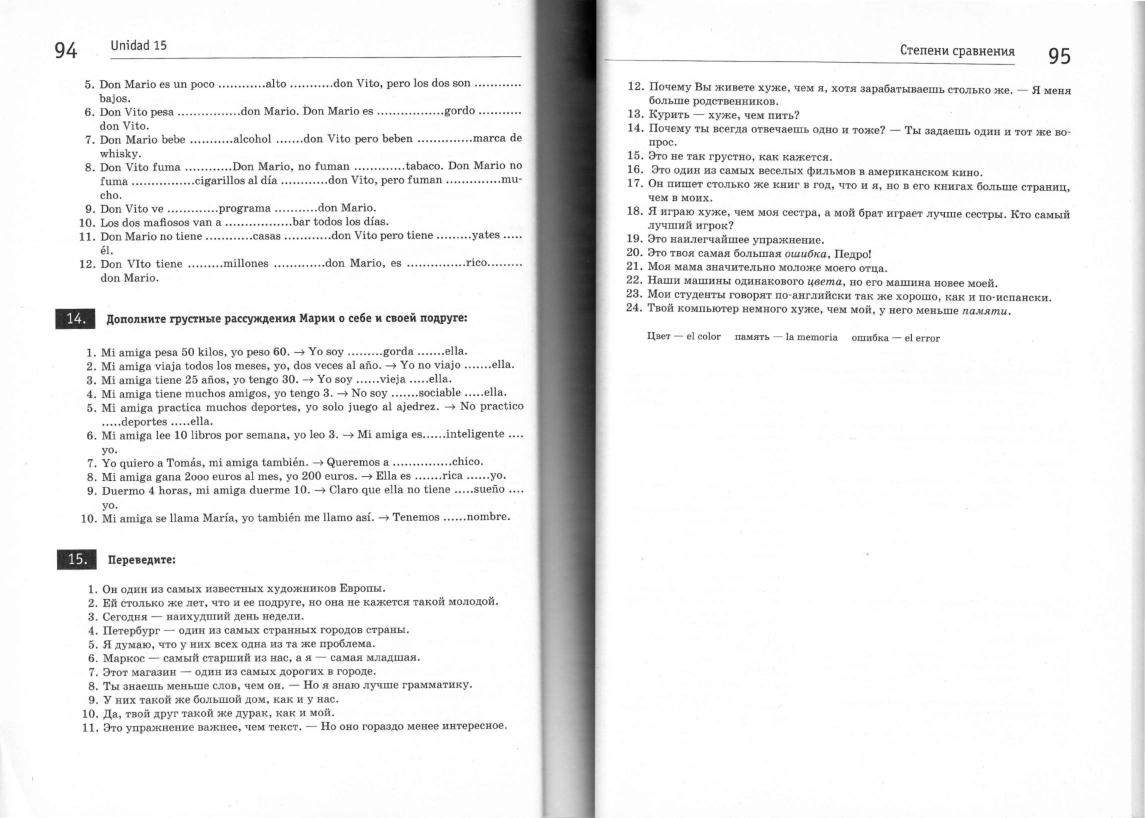 94 Unidad 15
5. Don Mario es un poco ............alto ...........don Vito, pero los dos son ............
bajos.
6. Don Vito pesa ................don Mario. Don Mario es .................gordo ...........
don Vito.
7. Don Mario bebe ...........alcohol .......don Vito pero beben ..............marca de
whisky.
8. Don Vito fuma ............Don Mario, no fuman .............tabaco. Don Mario no
fuma ................cigarillos al día ............don Vito, pero fuman ..............mu-
cho.
9. Don Vito ve .............programa ...........don Mario.
10. Los dos mafiosos van a .................bar todos los días.
11. Don Mario no tiene ............casas ............don Vito pero tiene .........yates .....
él.
12. Don VIto tiene .........millones .............don Mario, es ...............rico.........
don Mario.
14. Дополните грустные рассуждения Марии о себе и своей подруге:
1. Mi amiga pesa 50 kilos, yo peso 60. → Yo soy .........gorda .......ella.
2. Mi amiga viaja todos los meses, yo, dos veces al año. → Yo no viajo .......ella.
3. Mi amiga tiene 25 años, yo tengo 30. → Yo soy ......vieja .....ella.
4. Mi amiga tiene muchos amigos, yo tengo 3. → No soy .......sociable .....ella.
5. Mi amiga practica muchos deportes, yo solo juego al ajedrez. → No practico
.....deportes .....ella.
6. Mi amiga lee 10 libros por semana, yo leo 3. → Mi amiga es......inteligente ....
yo.
7. Yo quiero a Tomás, mi amiga también. → Queremos a ...............chico.
8. Mi amiga gana 2ooo euros al mes, yo 200 euros. → Ella es .......rica ......yo.
9. Duermo 4 horas, mi amiga duerme 10. → Claro que ella no tiene .....sueño ....
yo.
10. Mi amiga se llama María, yo también me llamo así. → Tenemos ......nombre.
15. Переведите:
1. Он один из самых известных художников Европы.
2. Ей столько же лет, что и ее подруге, но она не кажется такой молодой.
3. Сегодня — наихудший день недели.
4. Петербург — один из самых странных городов страны.
5. Я думаю, что у них всех одна из та же проблема.
6. Маркос — самый старший из нас, а я — самая младшая.
7. Этот магазин — один из самых дорогих в городе.
8. Ты знаешь меньше слов, чем он. — Но я знаю лучше грамматику.
9. У них такой же большой дом, как и у нас.
10. Да, твой друг такой же дурак, как и мой.
11. Это упражнение важнее, чем текст. — Но оно гораздо менее интересное.
Степени сравнения 95
12. Почему Вы живете хуже, чем я, хотя зарабатываешь столько же. — Я меня
больше родственников.
13. Курить — хуже, чем пить?
14. Почему ты всегда отвечаешь одно и тоже? — Ты задаешь один и тот же во-
прос.
15. Это не так грустно, как кажется.
16. Это один из самых веселых фильмов в американском кино.
17. Он пишет столько же книг в год, что и я, но в его книгах больше страниц,
чем в моих.
18. Я играю хуже, чем моя сестра, а мой брат играет лучше сестры. Кто самый
лучший игрок?
19. Это наилегчайшее упражнение.
20. Это твоя самая большая ошибка, Педро!
21. Моя мама значительно моложе моего отца.
22. Наши машины одинакового цвета, но его машина новее моей.
23. Мои студенты говорят по-английски так же хорошо, как и по-испански.
24. Твой компьютер немного хуже, чем мой, у него меньше памяти.
Цвет — el color память — la memoria ошибка — el error